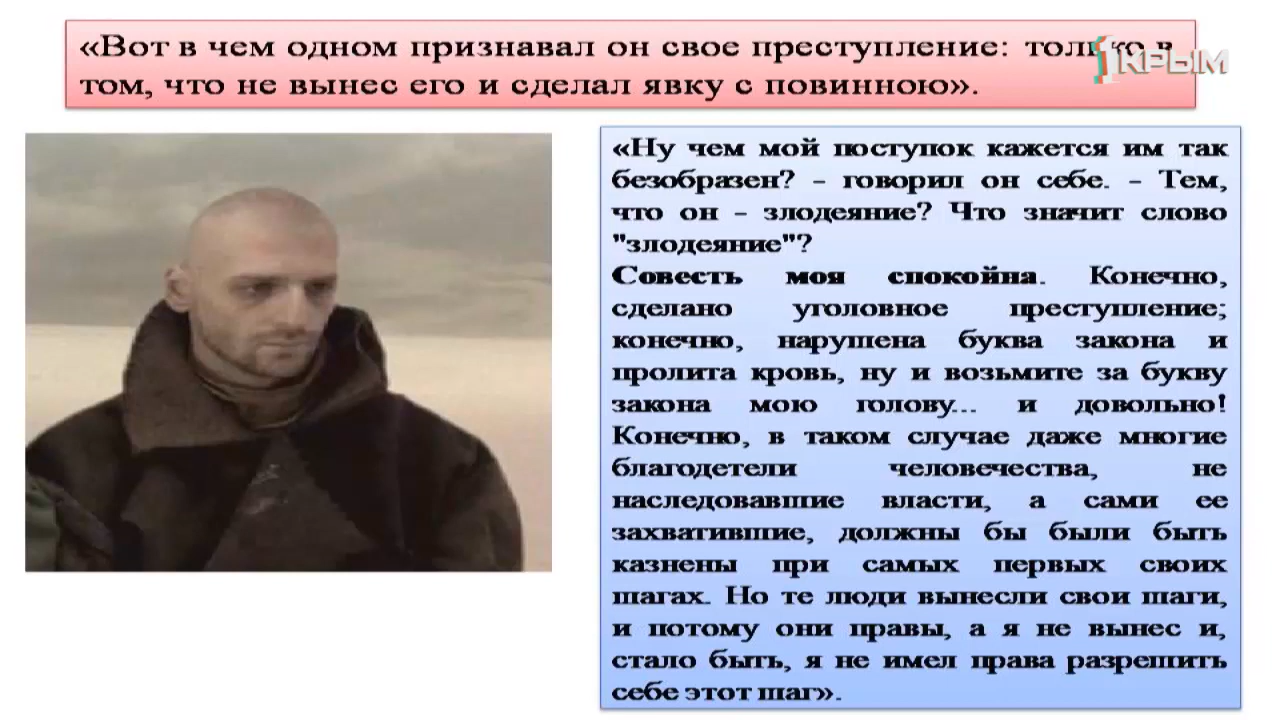 «Вот в чем одном признавал он свое преступление: только в
том, что не вынес его и сделал явку с повинною».
1КРЫМ
«Ну чем мой поступок кажется им так
безобразен? – говорил он себе. – Тем,
что он – злодеяние? Что значит слово
"злодеяние"?
Совесть моя спокойна. Конечно,
сделано уголовное преступление;
конечно, нарушена буква закона и
пролита кровь, ну и возьмите за букву
закона мою голову... и довольно!
Конечно, в таком случае даже многие
благодетели человечества, не
наследовавшие власти, а сами ее
захватившие, должны бы были быть
казнены при самых первых своих
шагах. Но те люди вынесли свои шаги,
и потому они правы, а я не вынес и,
стало быть, я не имел права разрешить
себе этот шаг».